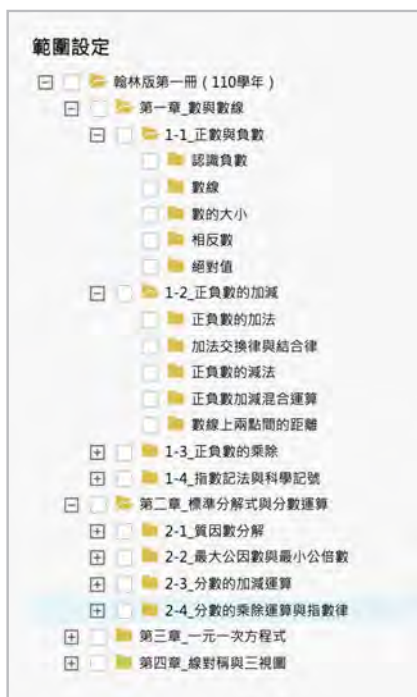 範圍設定
翰林版第一冊（110學年）
第一章_數與數線
1-1_正數與負數
認識負數
數線
數的大小
相反數
絕對值
1-2_正負數的加減
正負數的加法
加法交換律與結合律
正負數的減法
正負數加減混合運算
數線上兩點間的距離
1-3_正負數的乘除
1-4_指數記法與科學記號
第二章_標準分解式與分數運算
2-1_質因數分解
2-2_最大公因數與最小公倍數
2-3_分數的加減運算
2-4_分數的乘除運算與指數律
第三章_一元一次方程式
第四章_線對稱與三視圖